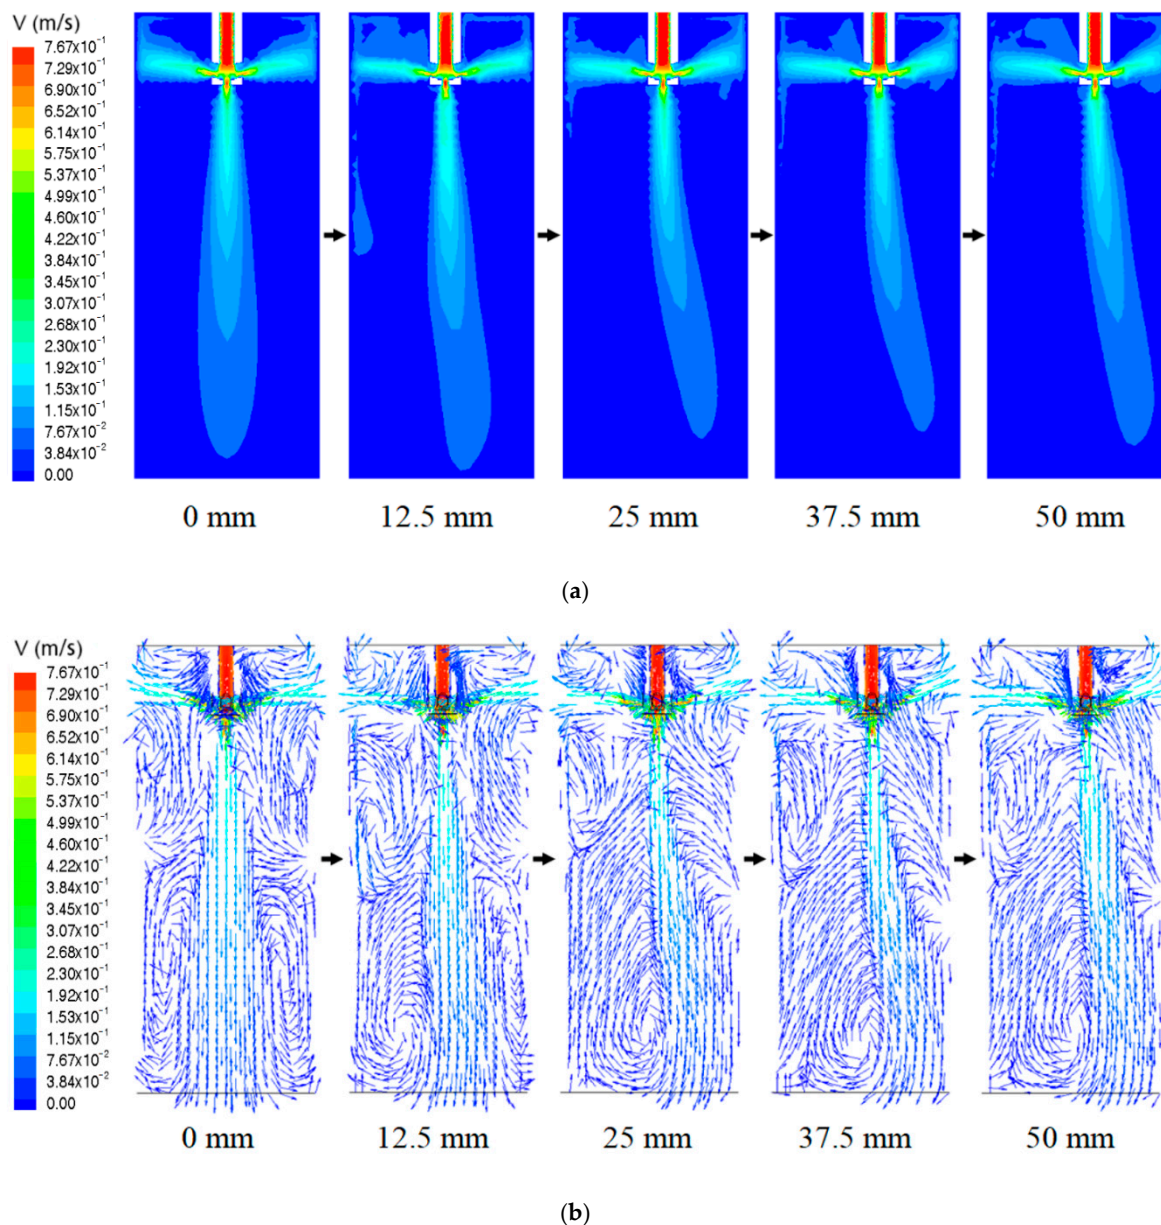 V (m/s)
7.67x10⁻¹
7.29x10⁻¹
6.90x10⁻¹
6.52x10⁻¹
6.14x10⁻¹
5.75x10⁻¹
5.37x10⁻¹
4.99x10⁻¹
4.60x10⁻¹
4.22x10⁻¹
3.84x10⁻¹
3.45x10⁻¹
3.07x10⁻¹
2.68x10⁻¹
2.30x10⁻¹
1.92x10⁻¹
1.53x10⁻¹
1.15x10⁻¹
7.67x10⁻²
3.84x10⁻²
0.00
0 mm 12.5 mm 25 mm 37.5 mm 50 mm
(a)
V (m/s)
7.67x10⁻¹
7.29x10⁻¹
6.90x10⁻¹
6.52x10⁻¹
6.14x10⁻¹
5.75x10⁻¹
5.37x10⁻¹
4.99x10⁻¹
4.60x10⁻¹
4.22x10⁻¹
3.84x10⁻¹
3.45x10⁻¹
3.07x10⁻¹
2.68x10⁻¹
2.30x10⁻¹
1.92x10⁻¹
1.53x10⁻¹
1.15x10⁻¹
7.67x10⁻²
3.84x10⁻²
0.00
0 mm 12.5 mm 25 mm 37.5 mm 50 mm
(b)